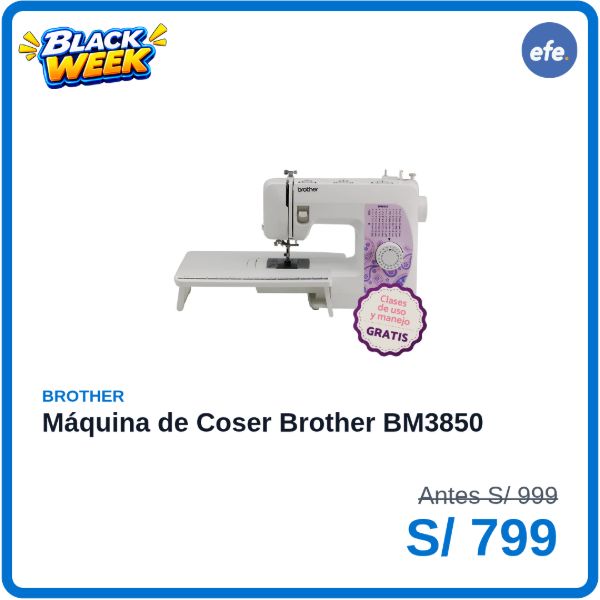 BLACK
WEEK
efe.
brother
Clases
de uso
y manejo
GRATIS
BROTHER
Máquina de Coser Brother BM3850
Antes S/ 999
S/ 799